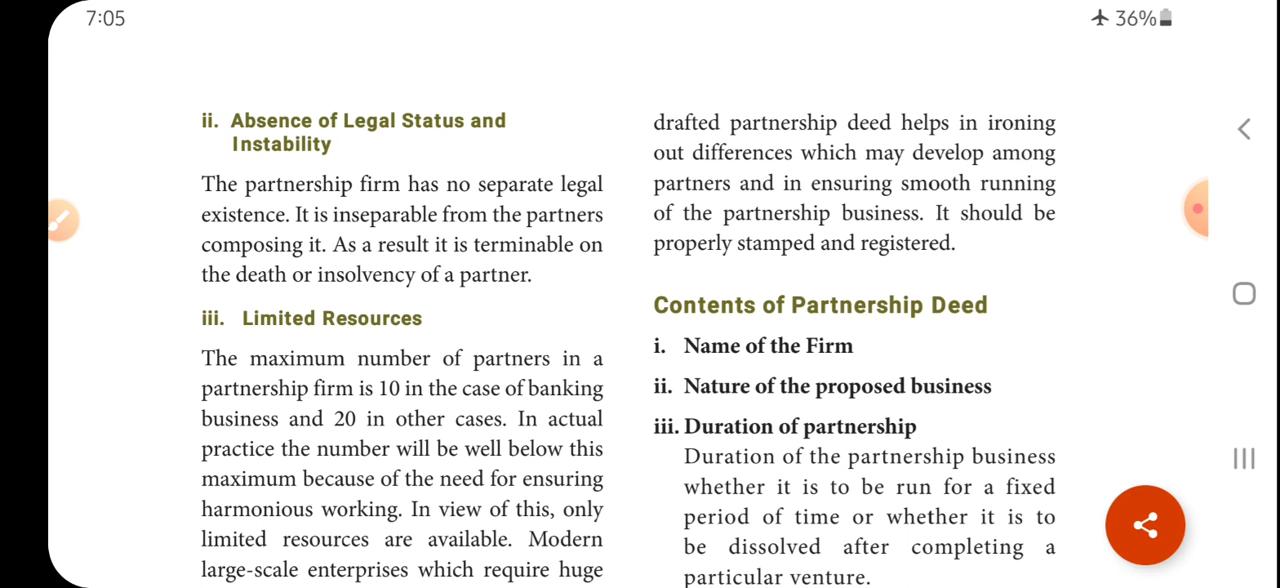 7:05
36%
ii. Absence of Legal Status and
Instability
The partnership firm has no separate legal
existence. It is inseparable from the partners
composing it. As a result it is terminable on
the death or insolvency of a partner.
iii. Limited Resources
The maximum number of partners in a
partnership firm is 10 in the case of banking
business and 20 in other cases. In actual
practice the number will be well below this
maximum because of the need for ensuring
harmonious working. In view of this, only
limited resources are available. Modern
large-scale enterprises which require huge
drafted partnership deed helps in ironing
out differences which may develop among
partners and in ensuring smooth running
of the partnership business. It should be
properly stamped and registered.
Contents of Partnership Deed
i. Name of the Firm
ii. Nature of the proposed business
iii. Duration of partnership
Duration of the partnership business
whether it is to be run for a fixed
period of time or whether it is to
be dissolved after completing a
particular venture.